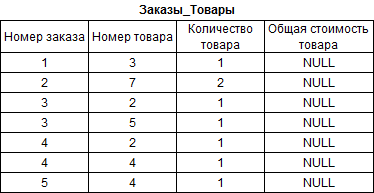 Заказы_Товары
Номер заказа Номер товара Количество товара Общая стоимость товара
1 3 1 NULL
2 7 2 NULL
3 2 1 NULL
3 5 1 NULL
4 2 1 NULL
4 4 1 NULL
5 4 1 NULL